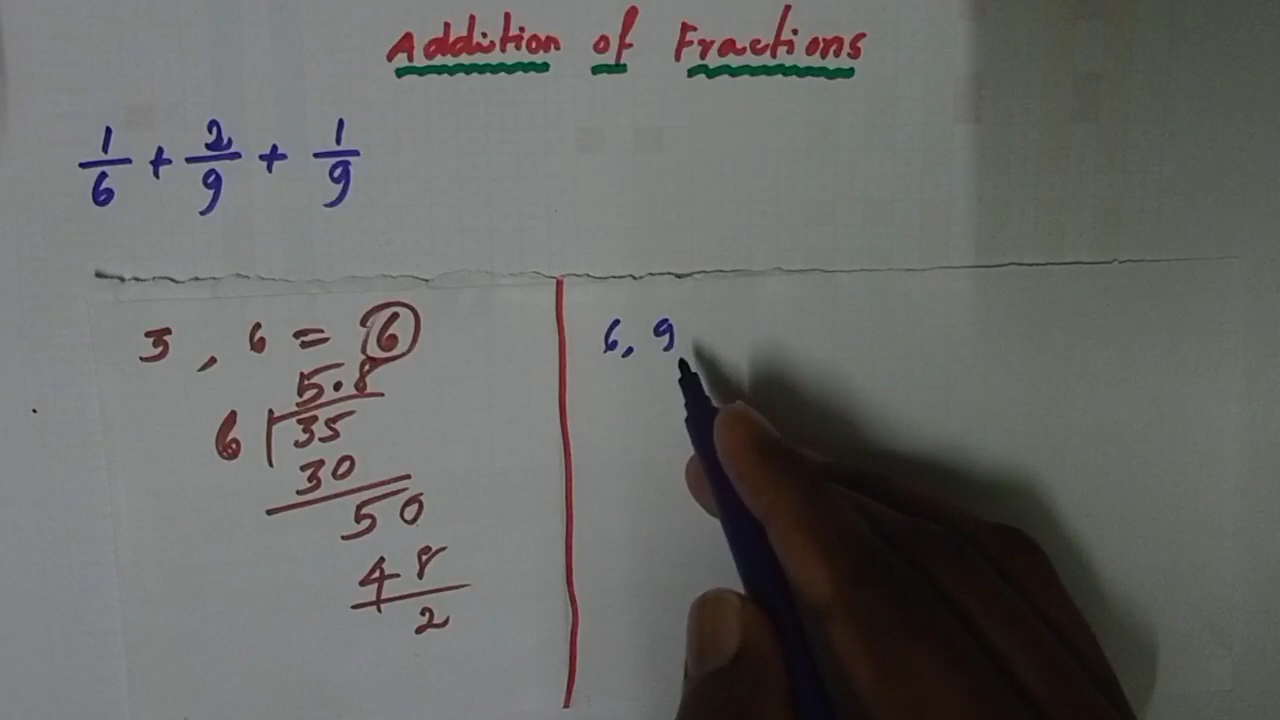 Addition of Fractions
1/6 + 2/9 + 1/9
3 , 6 = 6
5.8
6 35
30
50
48
2
6, 9